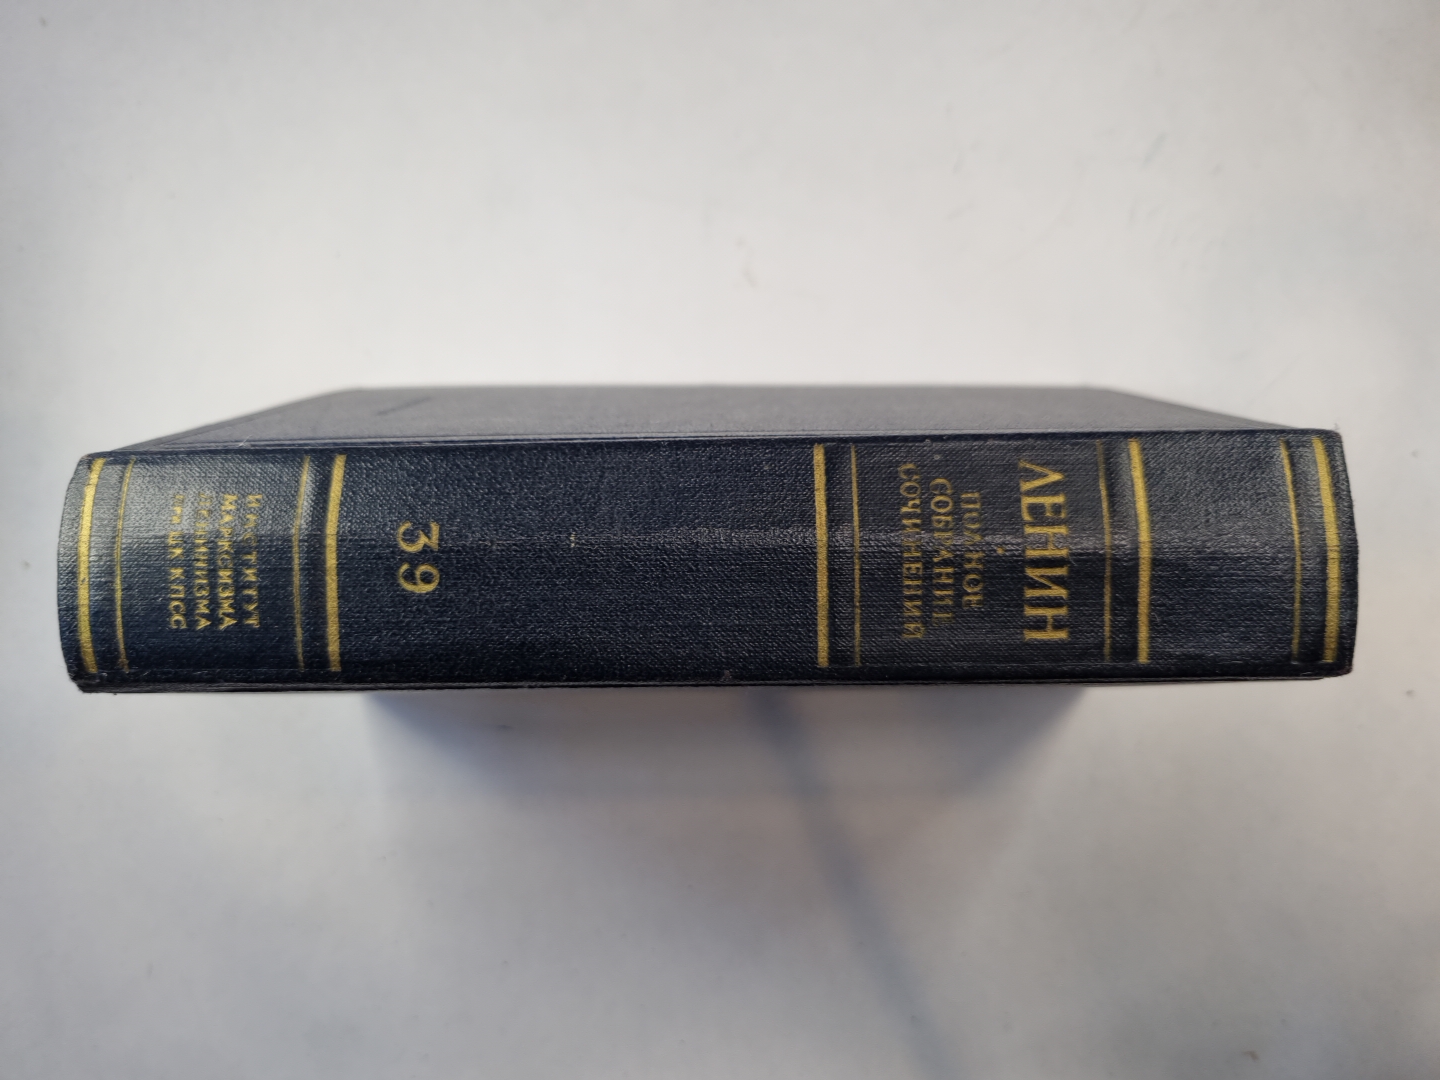 ЛЕНИН
ПОЛНОЕ
СОБРАНИЕ
СОЧИНЕНИЙ
39
ИНСТИТУТ
МАРКСИЗМА
ЛЕНИНИЗМА
ПРИ ЦК КПСС